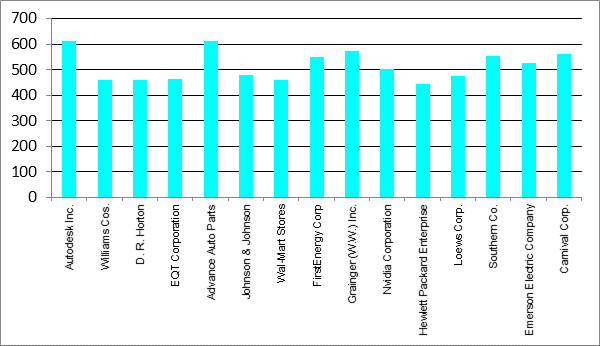 700
600
500
400
300
200
100
0
Autodesk Inc.
Williams Cos.
D. R. Horton
EQT Corporation
Advance Auto Parts
Johnson & Johnson
Wal-Mart Stores
FirstEnergy Corp
Grainger (W.W.) Inc.
Nvidia Corporation
Hewlett Packard Enterprise
Loews Corp.
Southern Co.
Emerson Electric Company
Carnival Corp.